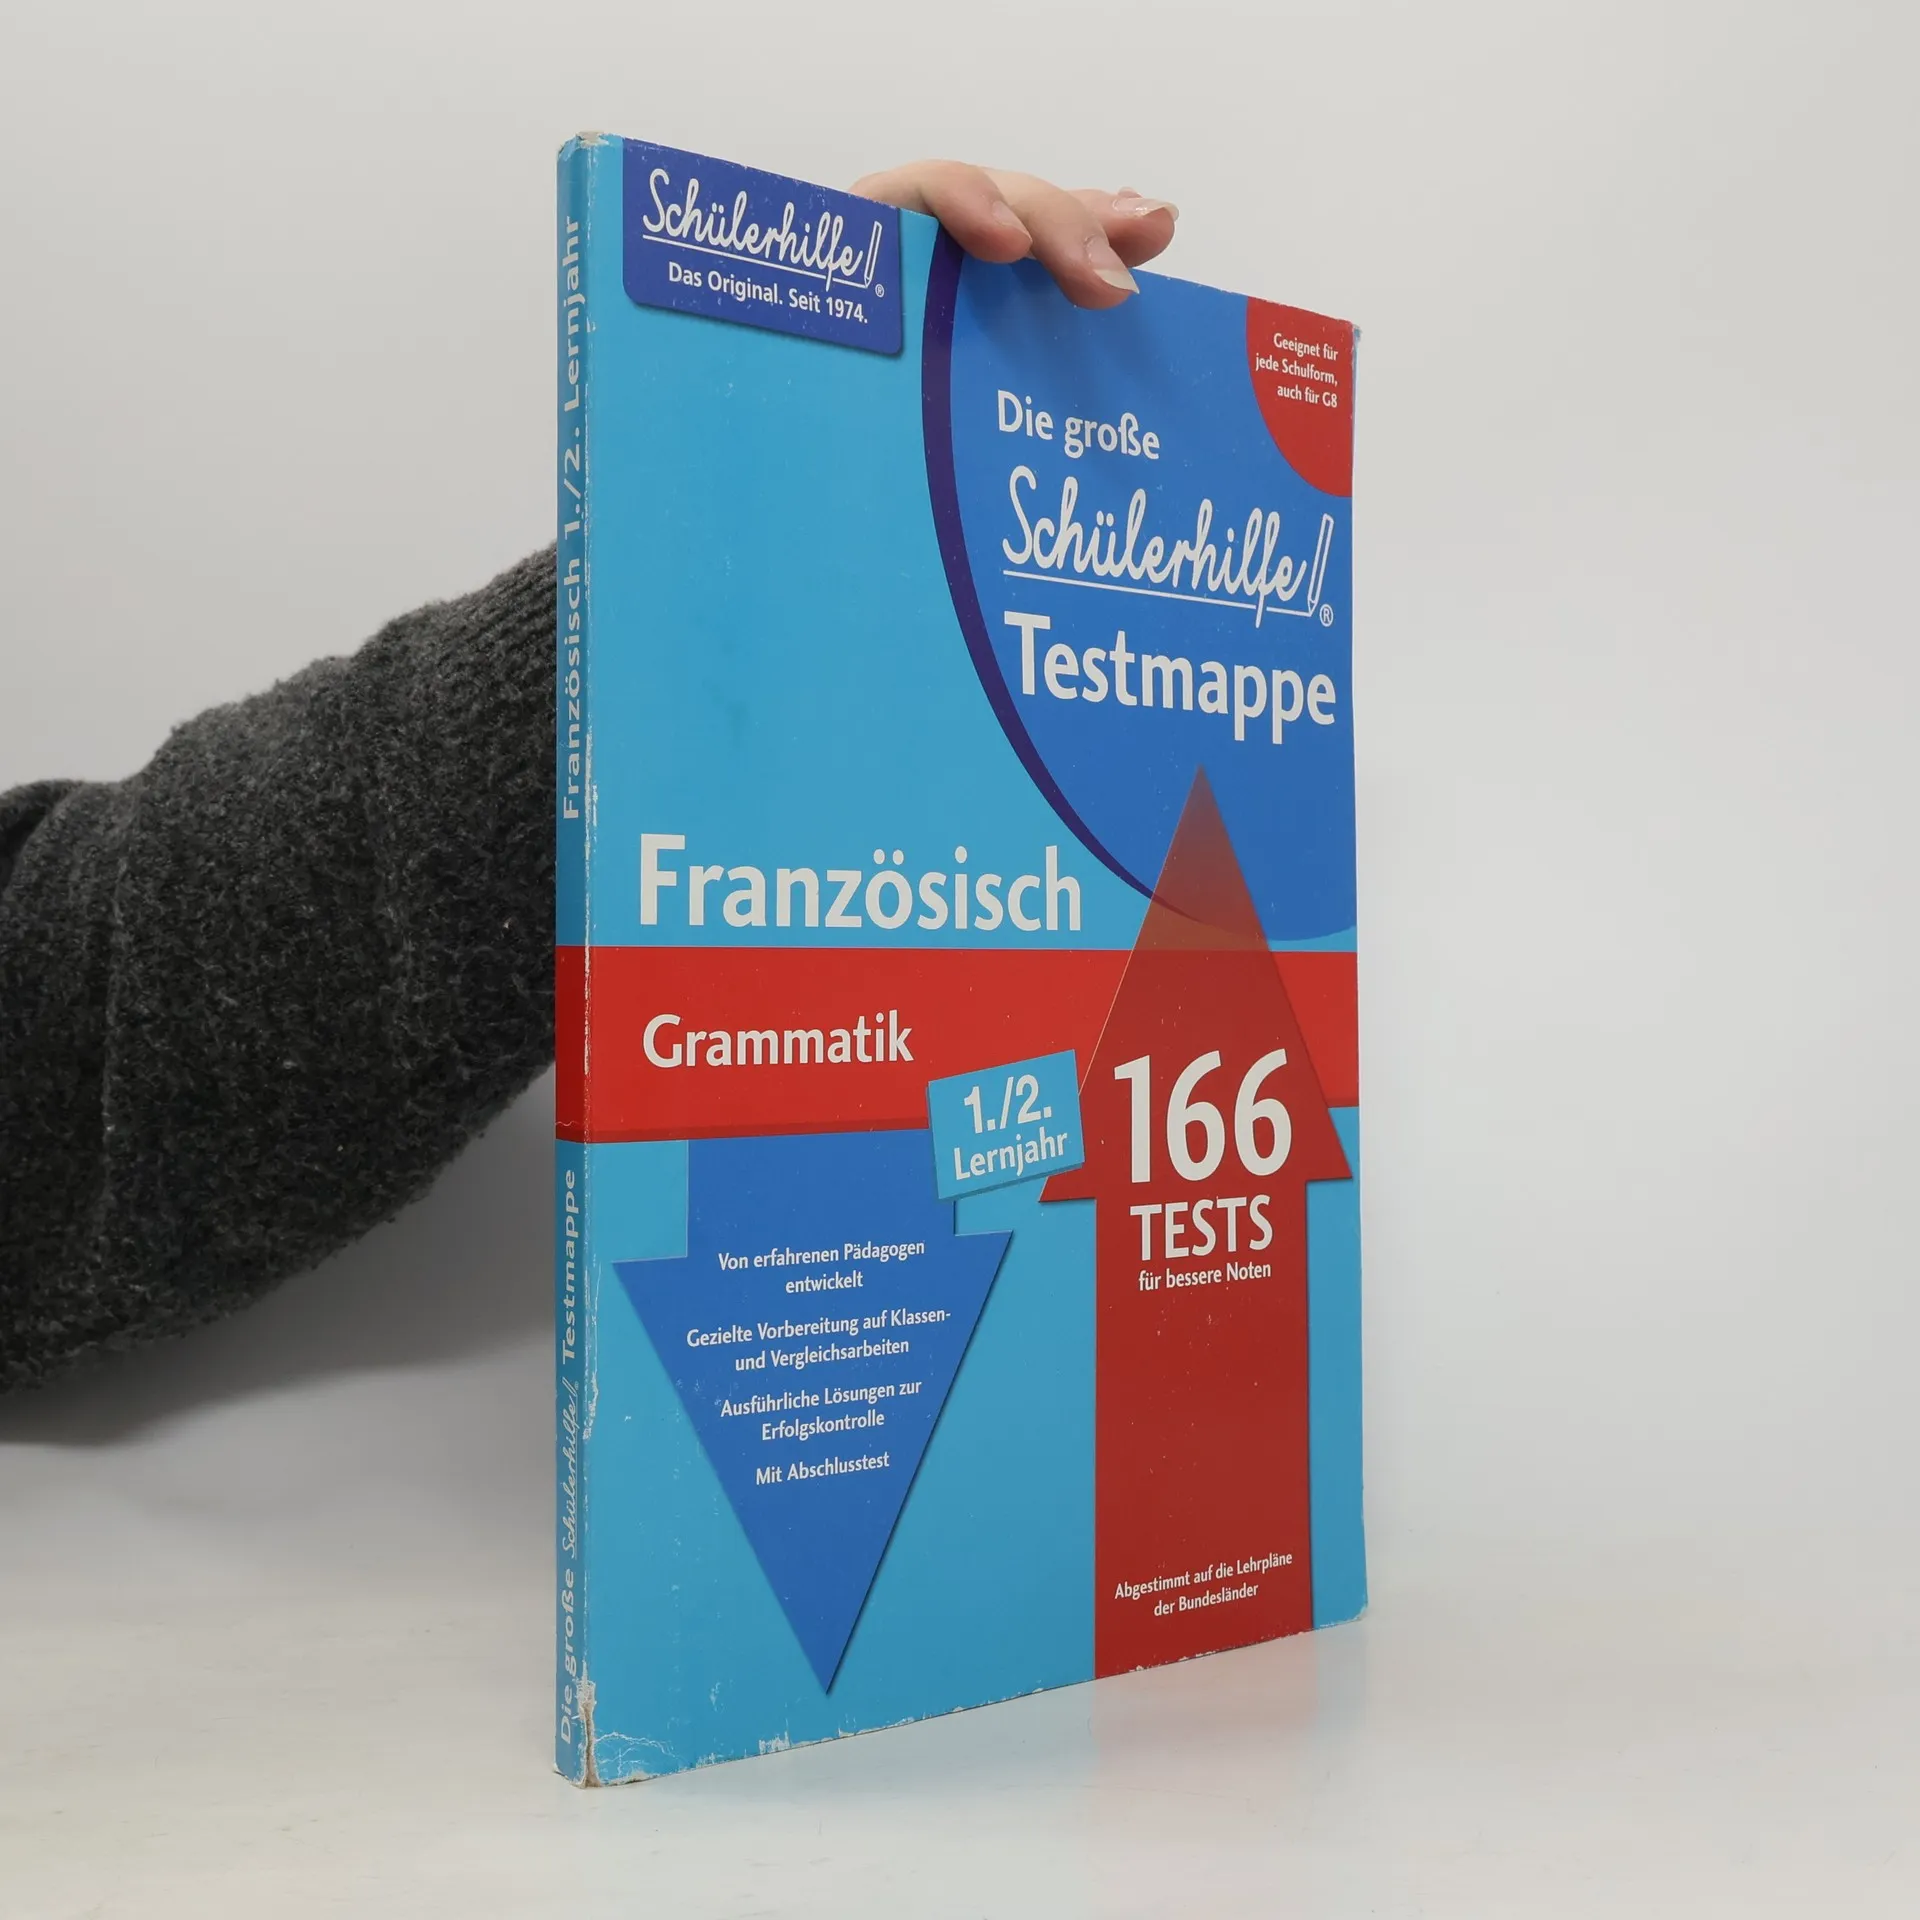 Schülerhilfe!®
Das Original. Seit 1974.
Geeignet für
jede Schulform,
auch für G8
Die große
Schülerhilfe!®
Testmappe
Französisch
Grammatik
1./2.
Lernjahr
166
TESTS
für bessere Noten
Von erfahrenen Pädagogen
entwickelt
Gezielte Vorbereitung auf Klassen-
und Vergleichsarbeiten
Ausführliche Lösungen zur
Erfolgskontrolle
Mit Abschlusstest
Abgestimmt auf die Lehrpläne
der Bundesländer
Die große Schülerhilfe!® Testmappe Französisch 1./2. Lernjahr